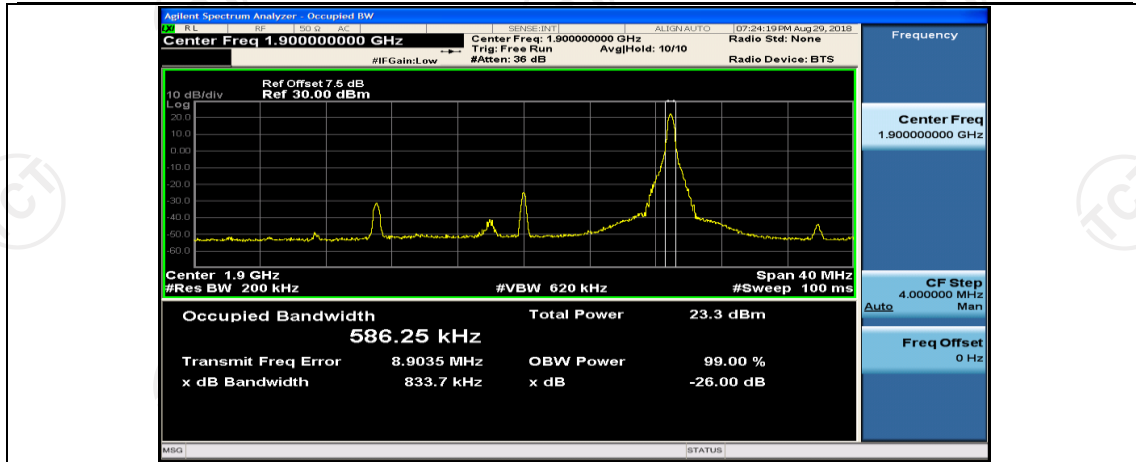 Agilent Spectrum Analyzer - Occupied BW
LXI RL RF 50 Ω AC SENSE:INT ALIGN AUTO 07:24:19 PM Aug 29, 2018
Center Freq 1.900000000 GHz
Center Freq: 1.900000000 GHz
Radio Std: None
Trig: Free Run Avg|Hold: 10/10
#IFGain:Low
#Atten: 36 dB
Radio Device: BTS
Ref Offset 7.5 dB
10 dB/div Ref 30.00 dBm
Log
20.0
10.0
0.00
-10.0
-20.0
-30.0
-40.0
-50.0
-60.0
Center 1.9 GHz Span 40 MHz
#Res BW 200 kHz #VBW 620 kHz #Sweep 100 ms
Occupied Bandwidth Total Power 23.3 dBm
586.25 kHz
Transmit Freq Error 8.9035 MHz OBW Power 99.00 %
x dB Bandwidth 833.7 kHz x dB -26.00 dB
MSG STATUS
Frequency
Center Freq
1.900000000 GHz
CF Step
4.000000 MHz
Auto Man
Freq Offset
0 Hz
TCT
TCT